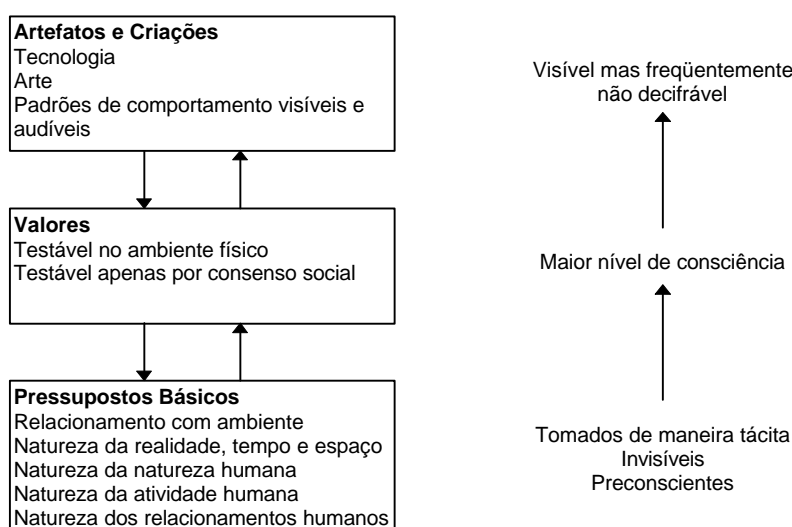 Artefatos e Criações
Tecnologia
Arte
Padrões de comportamento visíveis e
audíveis
Visível mas freqüentemente
não decifrável
Valores
Testável no ambiente físico
Testável apenas por consenso social
Maior nível de consciência
Pressupostos Básicos
Relacionamento com ambiente
Natureza da realidade, tempo e espaço
Natureza da natureza humana
Natureza da atividade humana
Natureza dos relacionamentos humanos
Tomados de maneira tácita
Invisíveis
Preconscientes